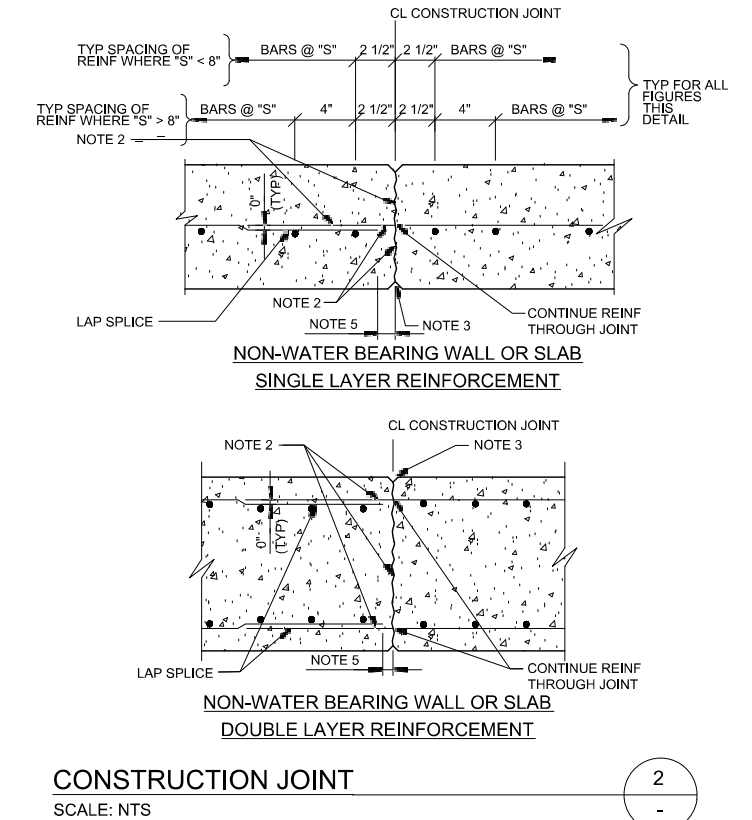 CL CONSTRUCTION JOINT
TYP SPACING OF
REINF WHERE "S" < 8"
BARS @ "S"
2 1/2"
2 1/2"
BARS @ "S"
TYP FOR ALL
FIGURES
THIS
DETAIL
TYP SPACING OF
REINF WHERE "S" > 8"
BARS @ "S"
4"
2 1/2"
2 1/2"
4"
BARS @ "S"
NOTE 2
0"
(TYP)
NOTE 2
LAP SPLICE
NOTE 5
NOTE 3
CONTINUE REINF
THROUGH JOINT
NON-WATER BEARING WALL OR SLAB
SINGLE LAYER REINFORCEMENT
CL CONSTRUCTION JOINT
NOTE 2
NOTE 3
0"
(TYP)
LAP SPLICE
NOTE 5
CONTINUE REINF
THROUGH JOINT
NON-WATER BEARING WALL OR SLAB
DOUBLE LAYER REINFORCEMENT
CONSTRUCTION JOINT
SCALE: NTS
2
-